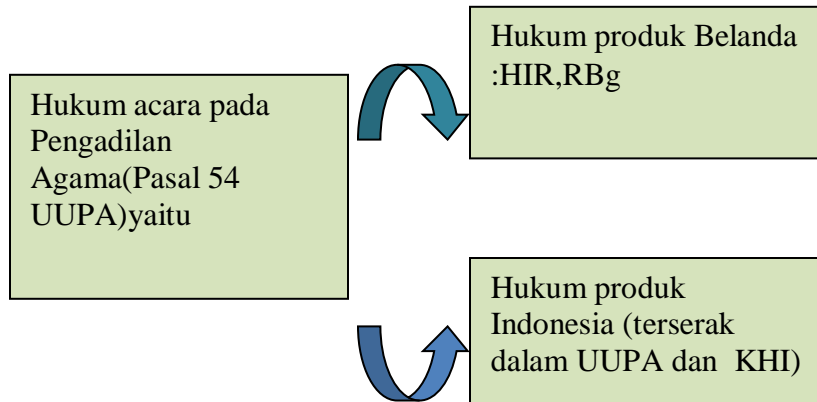 Hukum acara pada
Pengadilan
Agama(Pasal 54
UUPA)yaitu
Hukum produk Belanda
:HIR,RBg
Hukum produk
Indonesia (terserak
dalam UUPA dan  KHI)